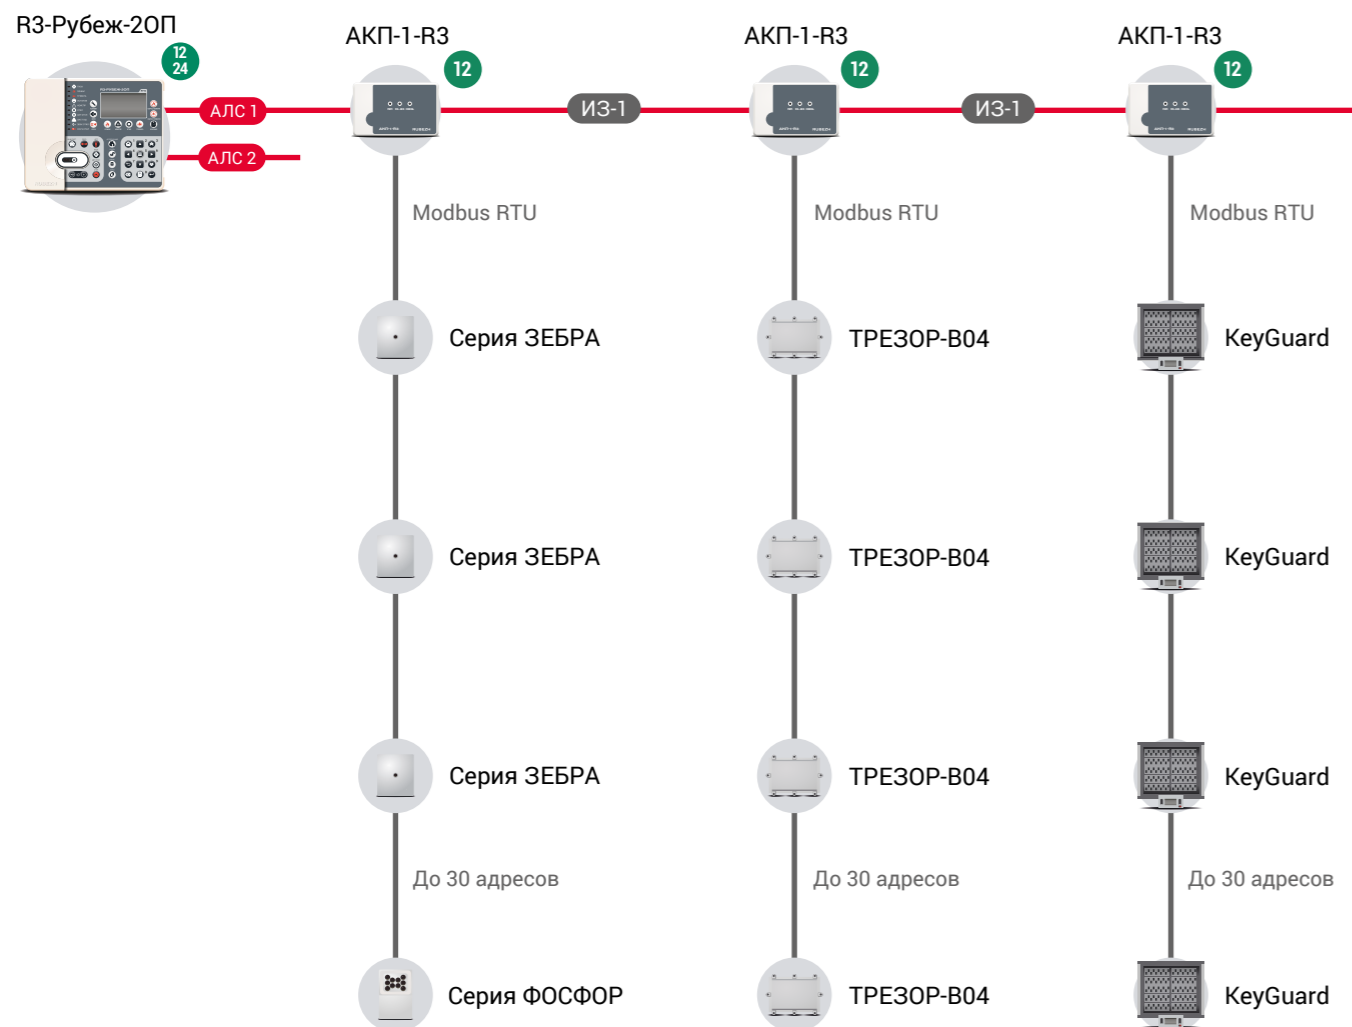 R3-Рубеж-2ОП
12
24
АКП-1-R3
12
АКП-1-R3
12
АКП-1-R3
12
АЛС 1
ИЗ-1
ИЗ-1
АЛС 2
Modbus RTU
Modbus RTU
Modbus RTU
Серия ЗЕБРА
ТРЕЗОР-В04
KeyGuard
Серия ЗЕБРА
ТРЕЗОР-В04
KeyGuard
Серия ЗЕБРА
ТРЕЗОР-В04
KeyGuard
До 30 адресов
До 30 адресов
До 30 адресов
Серия ФОСФОР
ТРЕЗОР-В04
KeyGuard